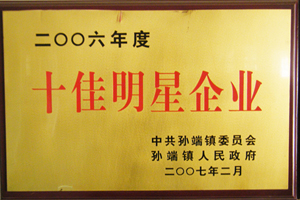 二〇〇六年度
十佳明星企业
中共孙端镇委员会
孙端镇人民政府
二〇〇七年二月